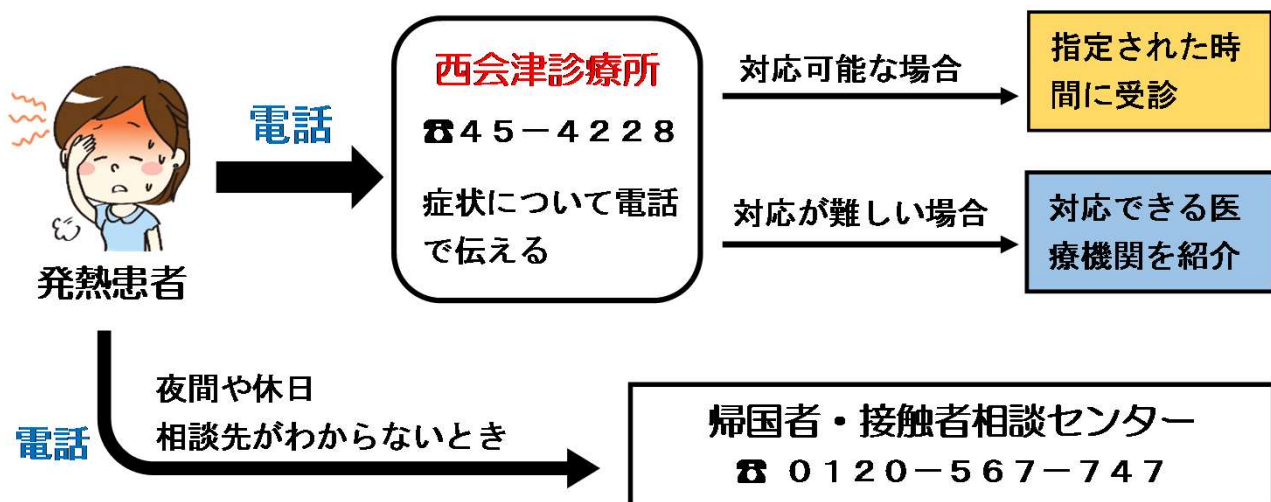 発熱患者
電話
西会津診療所
☎４５－４２２８
症状について電話
で伝える
対応可能な場合
指定された時
間に受診
対応が難しい場合
対応できる医
療機関を紹介
電話
夜間や休日
相談先がわからないとき
帰国者・接触者相談センター
☎ ０１２０－５６７－７４７